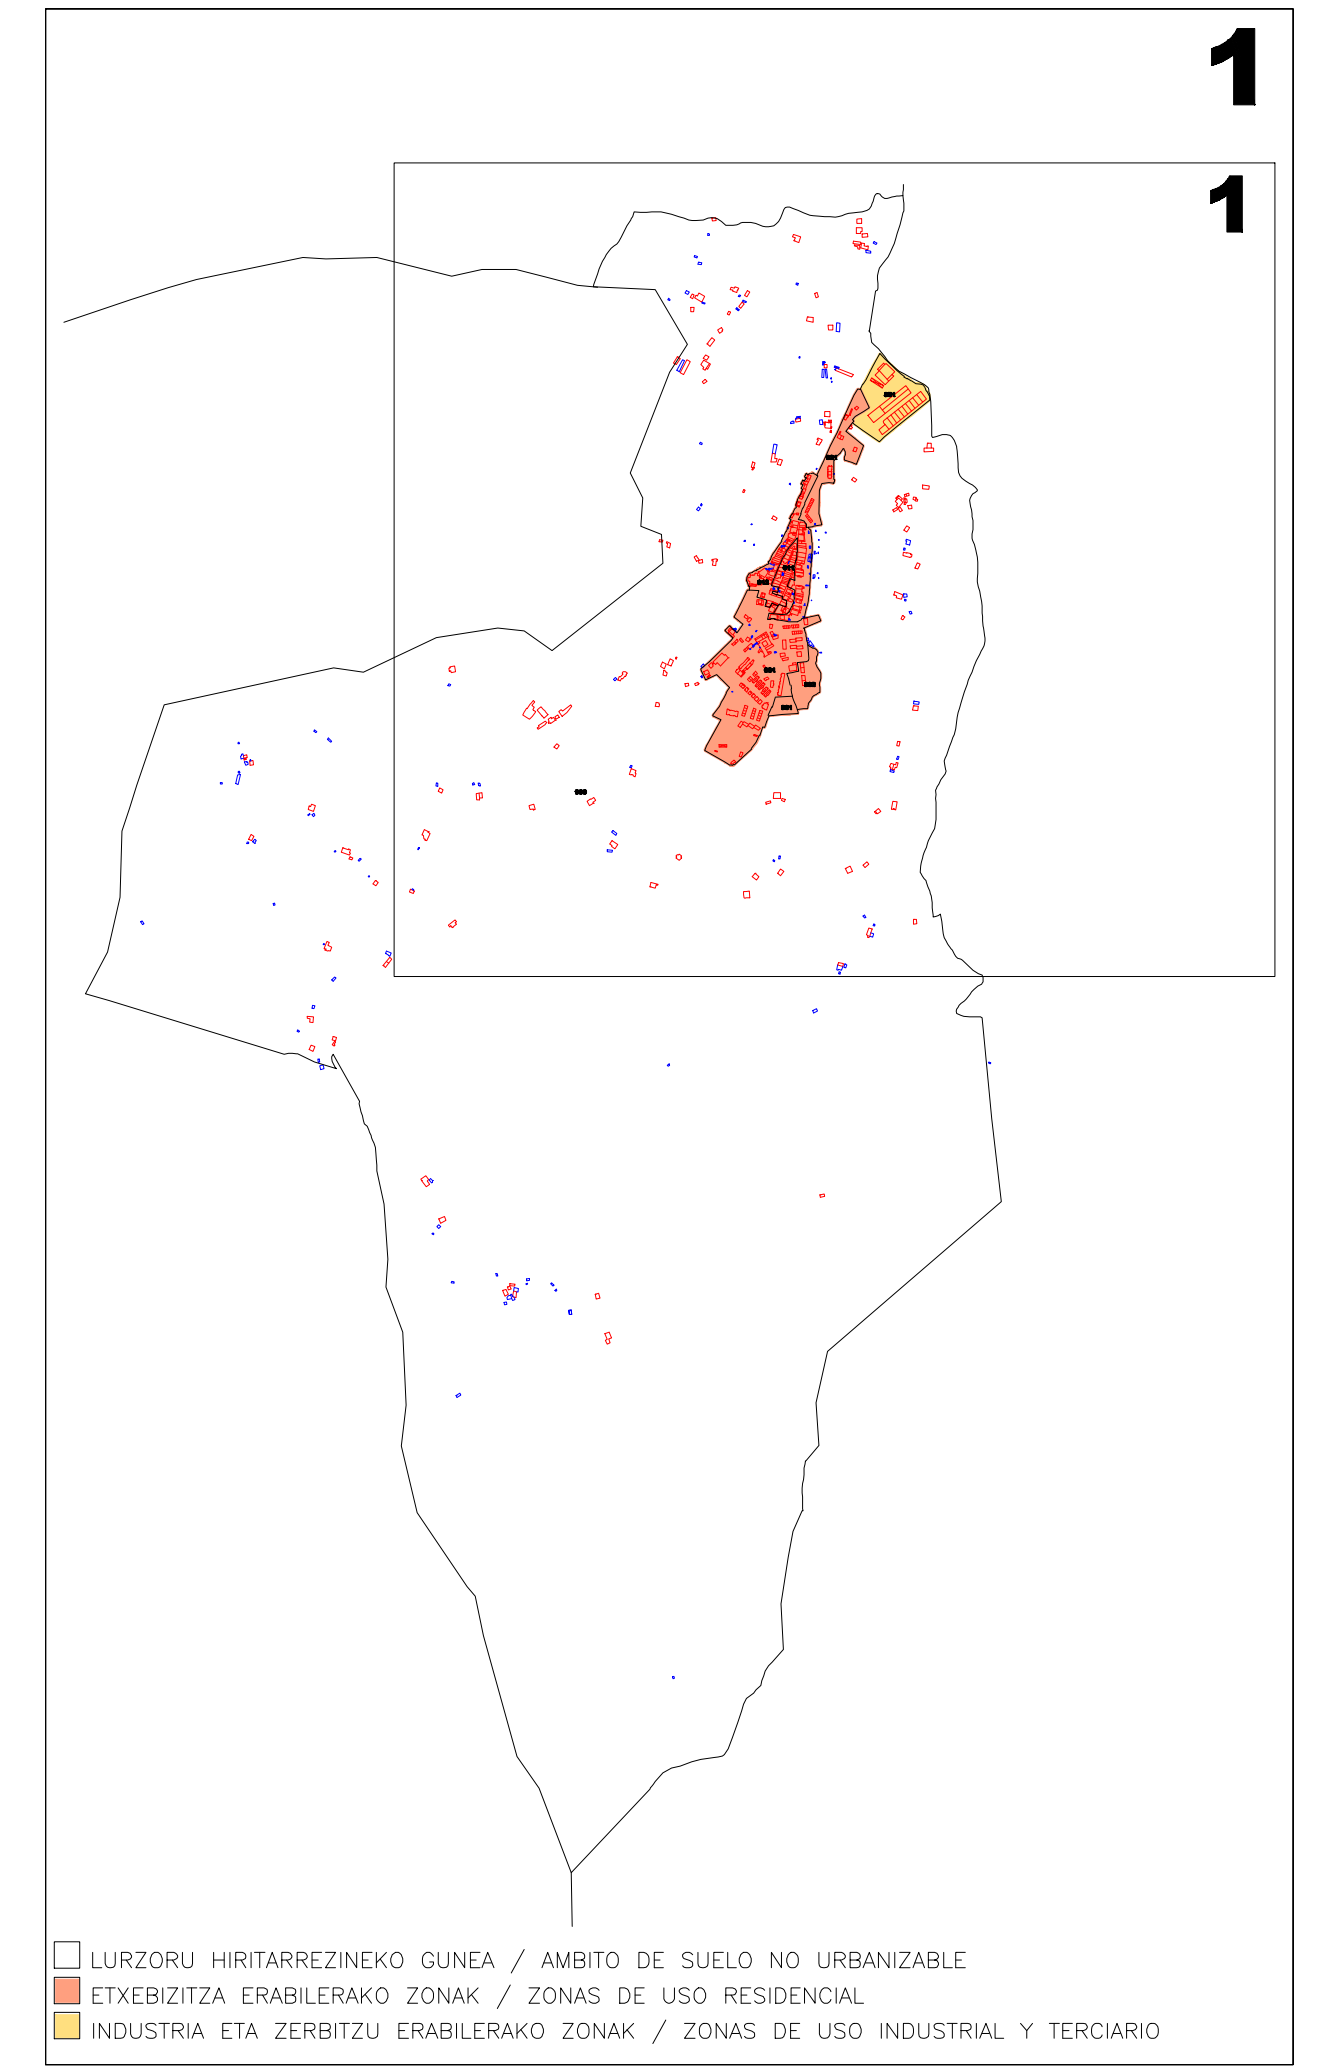 1
1
LURZORU HIRITARREZINEKO GUNEA / AMBITO DE SUELO NO URBANIZABLE
ETXEBIZITZA ERABILERAKO ZONAK / ZONAS DE USO RESIDENCIAL
INDUSTRIA ETA ZERBITZU ERABILERAKO ZONAK / ZONAS DE USO INDUSTRIAL Y TERCIARIO